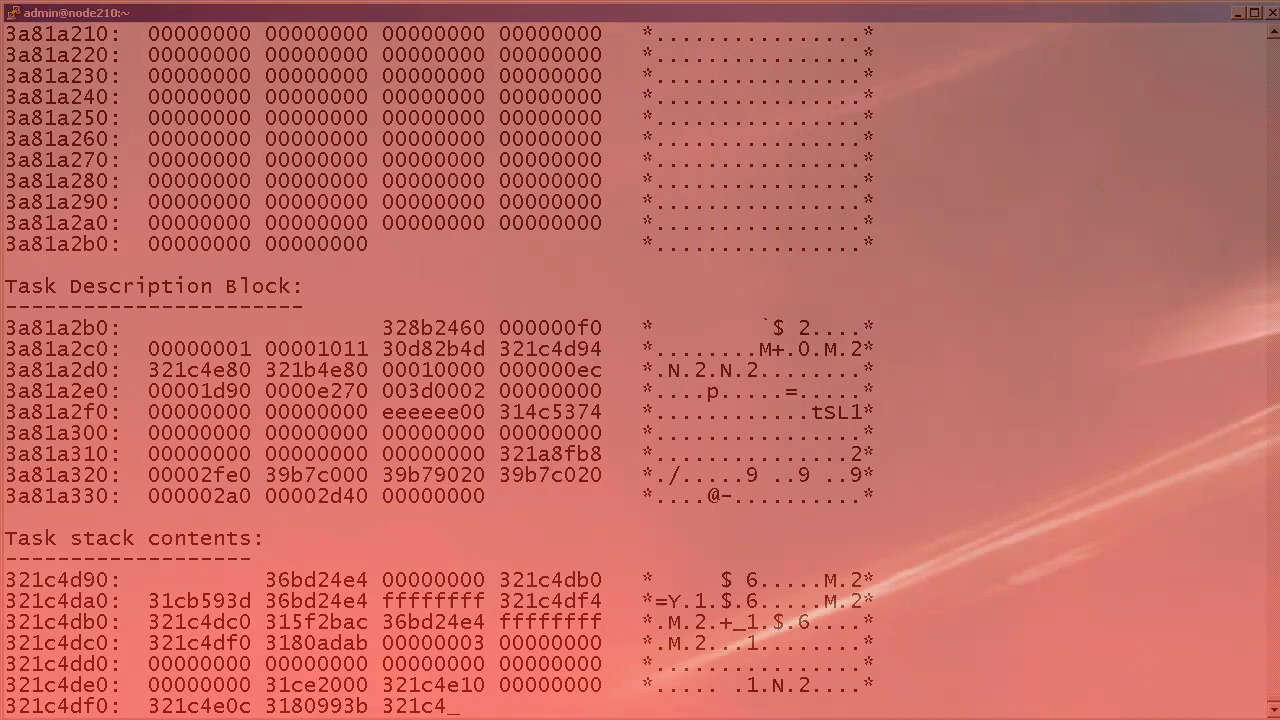 admin@node210:~
3a81a210:  00000000 00000000 00000000 00000000   *................*
3a81a220:  00000000 00000000 00000000 00000000   *................*
3a81a230:  00000000 00000000 00000000 00000000   *................*
3a81a240:  00000000 00000000 00000000 00000000   *................*
3a81a250:  00000000 00000000 00000000 00000000   *................*
3a81a260:  00000000 00000000 00000000 00000000   *................*
3a81a270:  00000000 00000000 00000000 00000000   *................*
3a81a280:  00000000 00000000 00000000 00000000   *................*
3a81a290:  00000000 00000000 00000000 00000000   *................*
3a81a2a0:  00000000 00000000 00000000 00000000   *................*
3a81a2b0:  00000000 00000000                     *................*
Task Description Block:
-----------------------
3a81a2b0:                    328b2460 000000f0   *        `$ 2....*
3a81a2c0:  00000001 00001011 30d82b4d 321c4d94   *........M+.0.M.2*
3a81a2d0:  321c4e80 321b4e80 00010000 000000ec   *.N.2.N.2........*
3a81a2e0:  00001d90 0000e270 003d0002 00000000   *....p.....=.....*
3a81a2f0:  00000000 00000000 eeeeee00 314c5374   *............tSL1*
3a81a300:  00000000 00000000 00000000 00000000   *................*
3a81a310:  00000000 00000000 00000000 321a8fb8   *...............2*
3a81a320:  00002fe0 39b7c000 39b79020 39b7c020   *./.....9 ..9 ..9*
3a81a330:  000002a0 00002d40 00000000            *....@-..........*
Task stack contents:
-------------------
321c4d90:           36bd24e4 00000000 321c4db0   *     $ 6.....M.2*
321c4da0:  31cb593d 36bd24e4 ffffffff 321c4df4   *=Y.1.$.6.....M.2*
321c4db0:  321c4dc0 315f2bac 36bd24e4 ffffffff   *.M.2.+_1.$.6....*
321c4dc0:  321c4df0 3180adab 00000003 00000000   *.M.2...1........*
321c4dd0:  00000000 00000000 00000000 00000000   *................*
321c4de0:  00000000 31ce2000 321c4e10 00000000   *..... .1.N.2....*
321c4df0:  321c4e0c 3180993b 321c4_